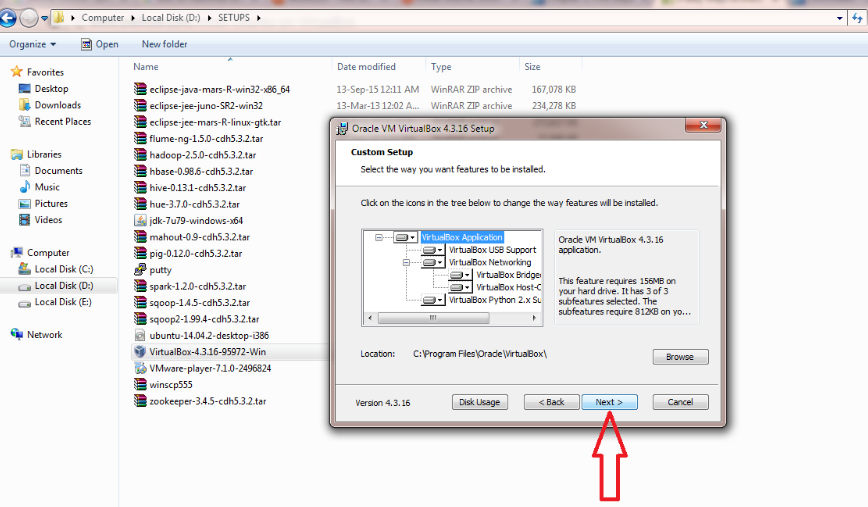 Computer ▸ Local Disk (D:) ▸ SETUPS ▸
Organize Open New folder
Name Date modified Type Size
Favorites
Desktop
Downloads
Recent Places
Libraries
Documents
Music
Pictures
Videos
Computer
Local Disk (C:)
Local Disk (D:)
Local Disk (E:)
Network
eclipse-java-mars-R-win32-x86_64 13-Sep-15 12:11 AM WinRAR ZIP archive 167,078 KB
eclipse-jee-juno-SR2-win32 13-Mar-13 12:02 A... WinRAR ZIP archive 234,278 KB
eclipse-jee-mars-R-linux-gtk.tar
flume-ng-1.5.0-cdh5.3.2.tar
hadoop-2.5.0-cdh5.3.2.tar
hbase-0.98.6-cdh5.3.2.tar
hive-0.13.1-cdh5.3.2.tar
hue-3.7.0-cdh5.3.2.tar
jdk-7u79-windows-x64
mahout-0.9-cdh5.3.2.tar
pig-0.12.0-cdh5.3.2.tar
putty
spark-1.2.0-cdh5.3.2.tar
sqoop-1.4.5-cdh5.3.2.tar
sqoop2-1.99.4-cdh5.3.2.tar
ubuntu-14.04.2-desktop-i386
VirtualBox-4.3.16-95972-Win
VMware-player-7.1.0-2496824
winscp555
zookeeper-3.4.5-cdh5.3.2.tar
Oracle VM VirtualBox 4.3.16 Setup
Custom Setup
Select the way you want features to be installed.
Click on the icons in the tree below to change the way features will be installed.
VirtualBox Application
VirtualBox USB Support
VirtualBox Networking
VirtualBox Bridge
VirtualBox Host-C
VirtualBox Python 2.x Su
Oracle VM VirtualBox 4.3.16
application.
This feature requires 156MB on
your hard drive. It has 3 of 3
subfeatures selected. The
subfeatures require 812KB on yo...
Location: C:\Program Files\Oracle\VirtualBox\
Browse
Version 4.3.16 Disk Usage < Back Next > Cancel